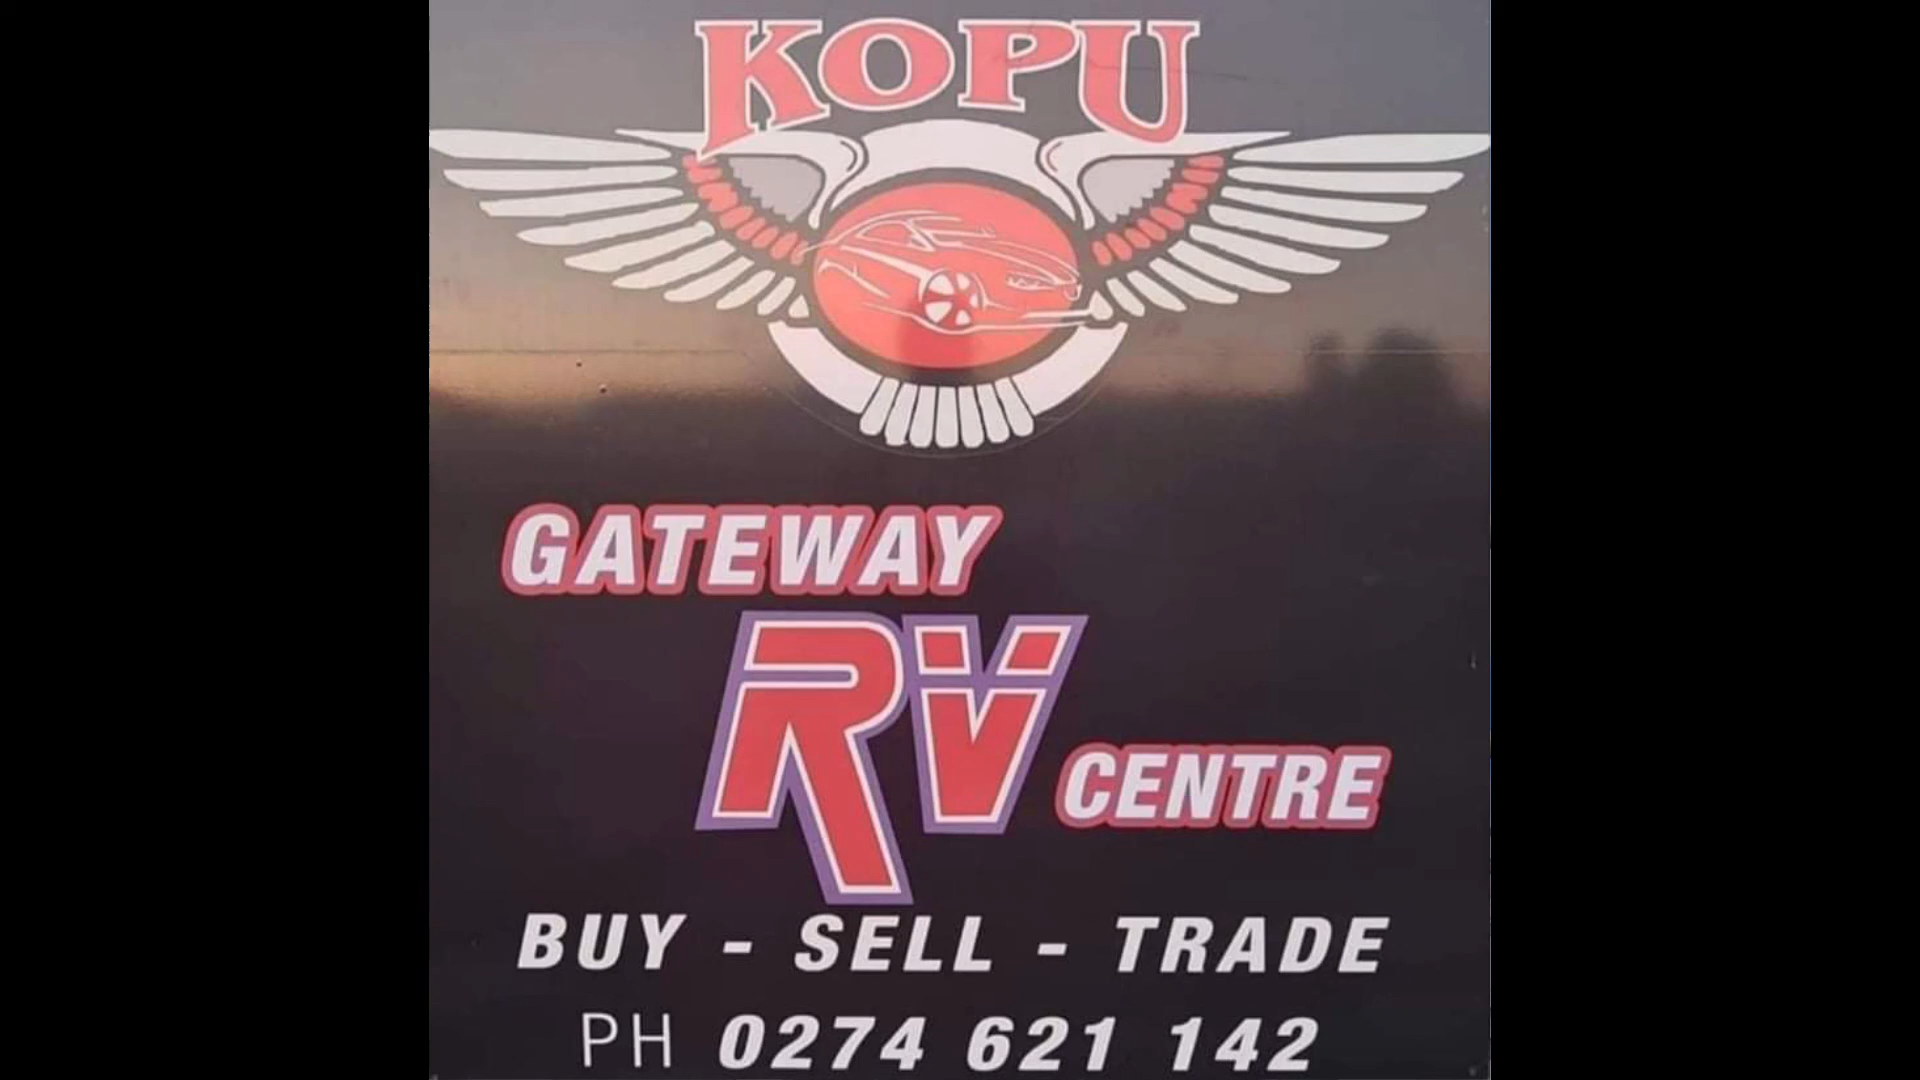 KOPU
GATEWAY
RV CENTRE
BUY - SELL - TRADE
PH 0274 621 142